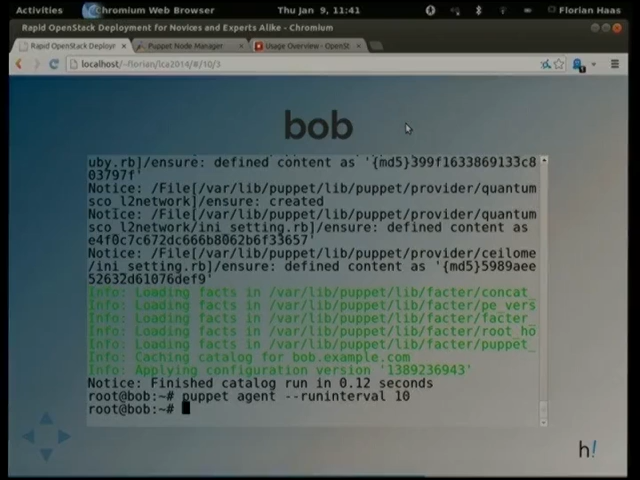 Activities Chromium Web Browser Thu Jan 9, 11:41 Florian Haas
Rapid OpenStack Deployment for Novices and Experts Alike - Chromium
Rapid OpenStack Deployn Puppet Node Manager Usage Overview - OpenSt
localhost/~florian/lca2014/#/10/3
bob
uby.rb]/ensure: defined content as '{md5}399f1633869133c8
03797f'
Notice: /File[/var/lib/puppet/lib/puppet/provider/quantum
sco l2network]/ensure: created
Notice: /File[/var/lib/puppet/lib/puppet/provider/quantum
sco l2network/ini setting.rb]/ensure: defined content as
e4f0c7c672dc666b8062b6f33657'
Notice: /File[/var/lib/puppet/lib/puppet/provider/ceilome
/ini setting.rb]/ensure: defined content as '{md5}5989aee
52632d61076def9'
Info: Loading facts in /var/lib/puppet/lib/facter/concat_
Info: Loading facts in /var/lib/puppet/lib/facter/pe_vers
Info: Loading facts in /var/lib/puppet/lib/facter/facter_
Info: Loading facts in /var/lib/puppet/lib/facter/root_ho
Info: Loading facts in /var/lib/puppet/lib/facter/puppet_
Info: Caching catalog for bob.example.com
Info: Applying configuration version '1389236943'
Notice: Finished catalog run in 0.12 seconds
root@bob:~# puppet agent --runinterval 10
root@bob:~#
h!